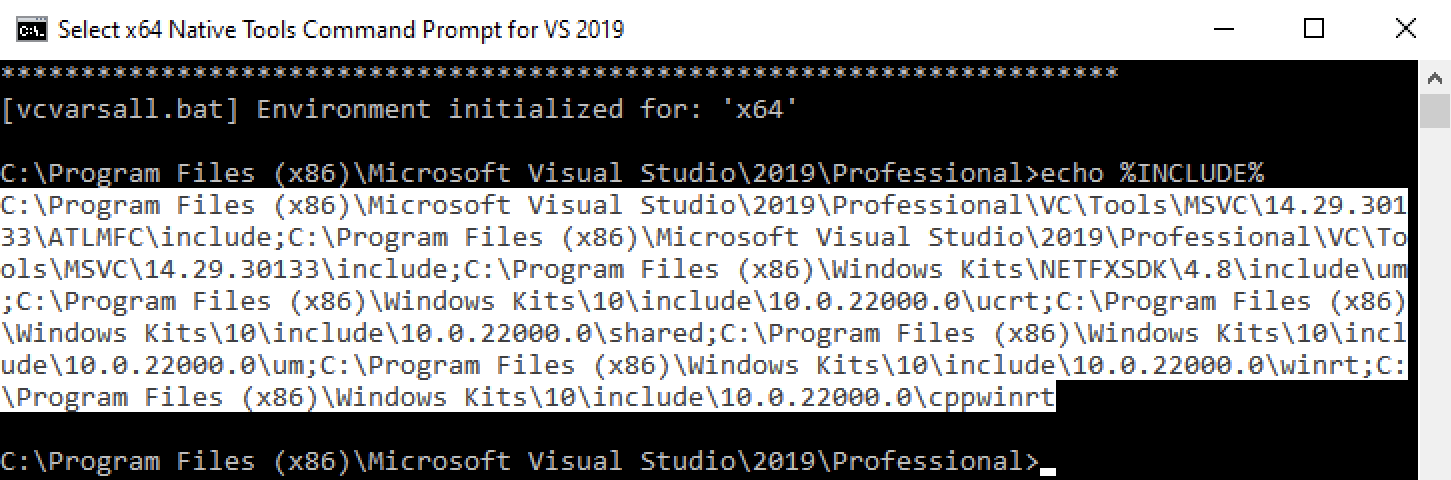 Select x64 Native Tools Command Prompt for VS 2019
**********************************************************************
[vcvarsall.bat] Environment initialized for: 'x64'
C:\Program Files (x86)\Microsoft Visual Studio\2019\Professional>echo %INCLUDE%
C:\Program Files (x86)\Microsoft Visual Studio\2019\Professional\VC\Tools\MSVC\14.29.301
33\ATLMFC\include;C:\Program Files (x86)\Microsoft Visual Studio\2019\Professional\VC\To
ols\MSVC\14.29.30133\include;C:\Program Files (x86)\Windows Kits\NETFXSDK\4.8\include\um
;C:\Program Files (x86)\Windows Kits\10\include\10.0.22000.0\ucrt;C:\Program Files (x86)
\Windows Kits\10\include\10.0.22000.0\shared;C:\Program Files (x86)\Windows Kits\10\incl
ude\10.0.22000.0\um;C:\Program Files (x86)\Windows Kits\10\include\10.0.22000.0\winrt;C:
\Program Files (x86)\Windows Kits\10\include\10.0.22000.0\cppwinrt
C:\Program Files (x86)\Microsoft Visual Studio\2019\Professional>